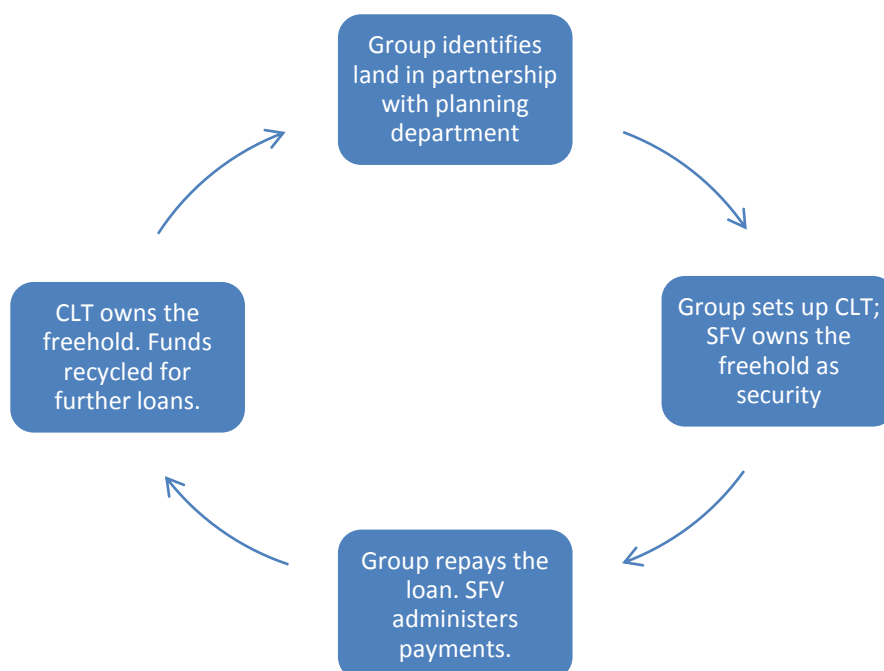 Group identifies
land in partnership
with planning
department
Group sets up CLT;
SFV owns the
freehold as
security
Group repays the
loan. SFV
administers
payments.
CLT owns the
freehold. Funds
recycled for
further loans.